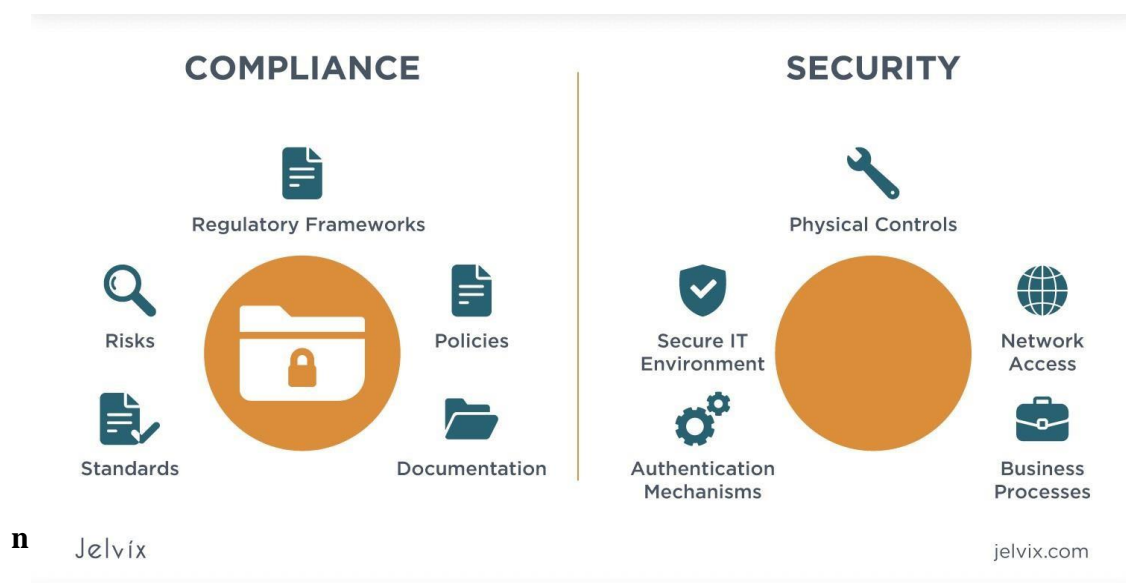 COMPLIANCE
Regulatory Frameworks
Risks
Policies
Standards
Documentation
SECURITY
Physical Controls
Secure IT
Environment
Network
Access
Authentication
Mechanisms
Business
Processes
n
Jelvíx
jelvix.com